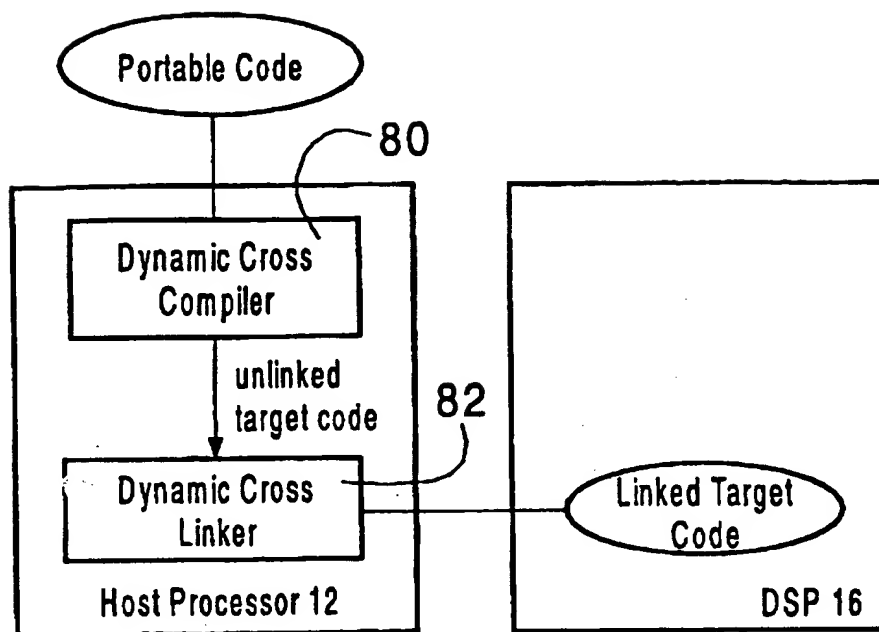 Portable Code
80
Dynamic Cross
Compiler
unlinked
target code
82
Dynamic Cross
Linker
Linked Target
Code
Host Processor 12
DSP 16